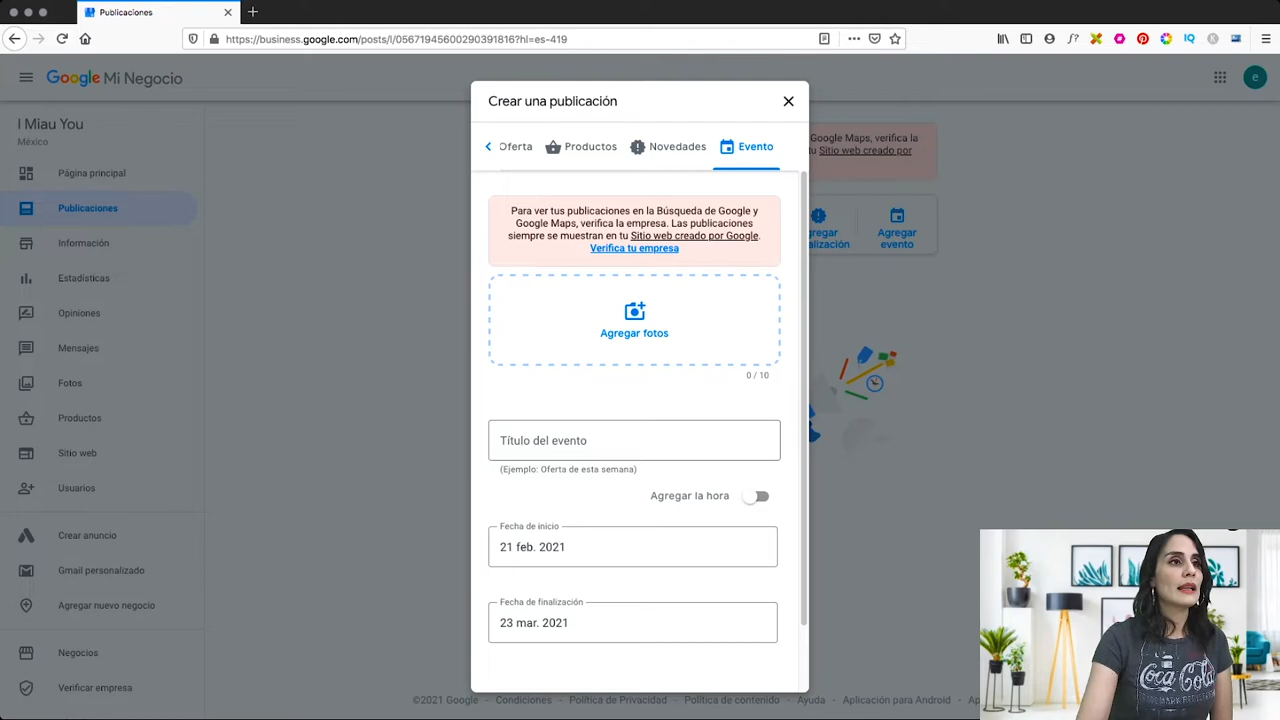 Publicaciones
https://business.google.com/posts/l/05671945600290391816?hl=es-419
Google Mi Negocio
e
I Miau You
México
Página principal
Publicaciones
Información
Estadísticas
Opiniones
Mensajes
Fotos
Productos
Sitio web
Usuarios
Crear anuncio
Gmail personalizado
Agregar nuevo negocio
Negocios
Verificar empresa
Crear una publicación
Oferta
Productos
Novedades
Evento
Para ver tus publicaciones en la Búsqueda de Google y
Google Maps, verifica la empresa. Las publicaciones
siempre se muestran en tu Sitio web creado por Google.
Verifica tu empresa
Agregar fotos
0 / 10
Título del evento
(Ejemplo: Oferta de esta semana)
Agregar la hora
Fecha de inicio
21 feb. 2021
Fecha de finalización
23 mar. 2021
Google Maps, verifica la
tu Sitio web creado por
Agregar
evento
©2021 Google
Condiciones
Política de Privacidad
Política de contenido
Ayuda
Aplicación para Android
Coca-Cola